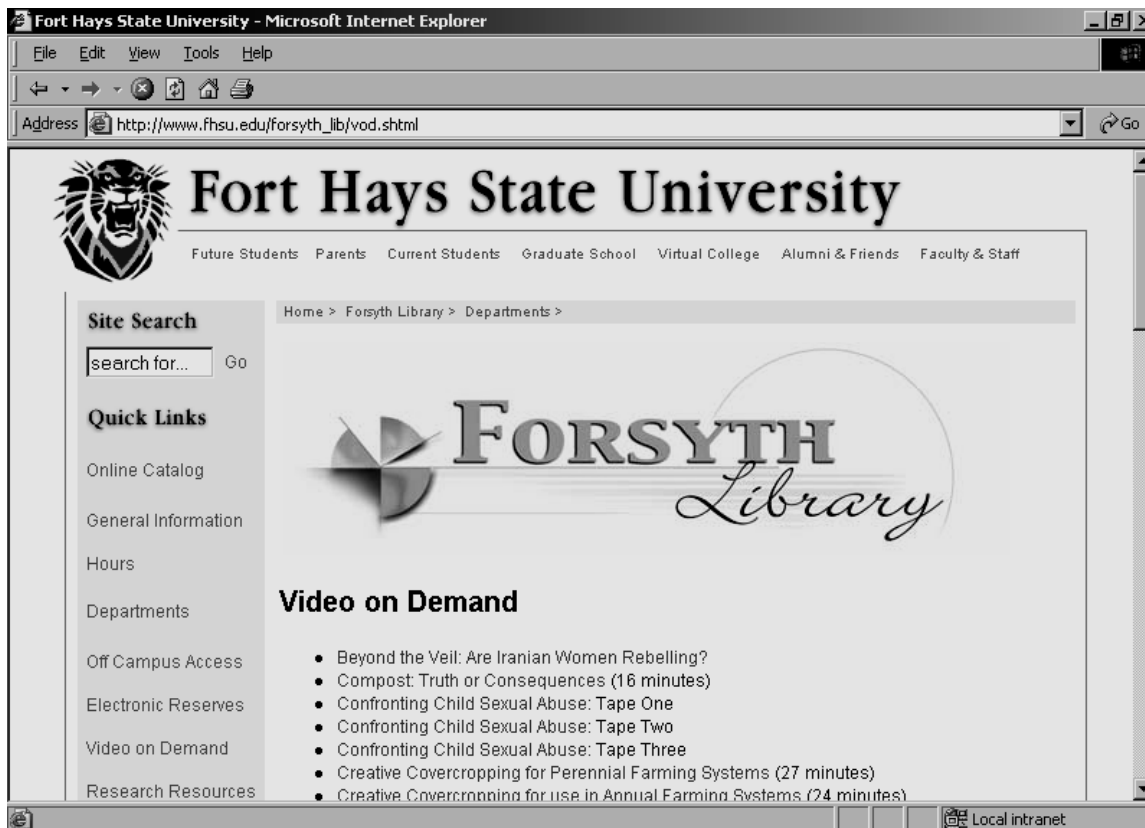 Fort Hays State University - Microsoft Internet Explorer
File Edit View Tools Help
Address http://www.fhsu.edu/forsyth_lib/vod.shtml Go
Fort Hays State University
Future Students Parents Current Students Graduate School Virtual College Alumni & Friends Faculty & Staff
Home > Forsyth Library > Departments >
Site Search
search for... Go
Quick Links
Online Catalog
General Information
Hours
Departments
Off Campus Access
Electronic Reserves
Video on Demand
Research Resources
FORSYTH
Library
Video on Demand
Beyond the Veil: Are Iranian Women Rebelling?
Compost: Truth or Consequences (16 minutes)
Confronting Child Sexual Abuse: Tape One
Confronting Child Sexual Abuse: Tape Two
Confronting Child Sexual Abuse: Tape Three
Creative Covercropping for Perennial Farming Systems (27 minutes)
Creative Covercropping for use in Annual Farming Systems (24 minutes)
Local intranet